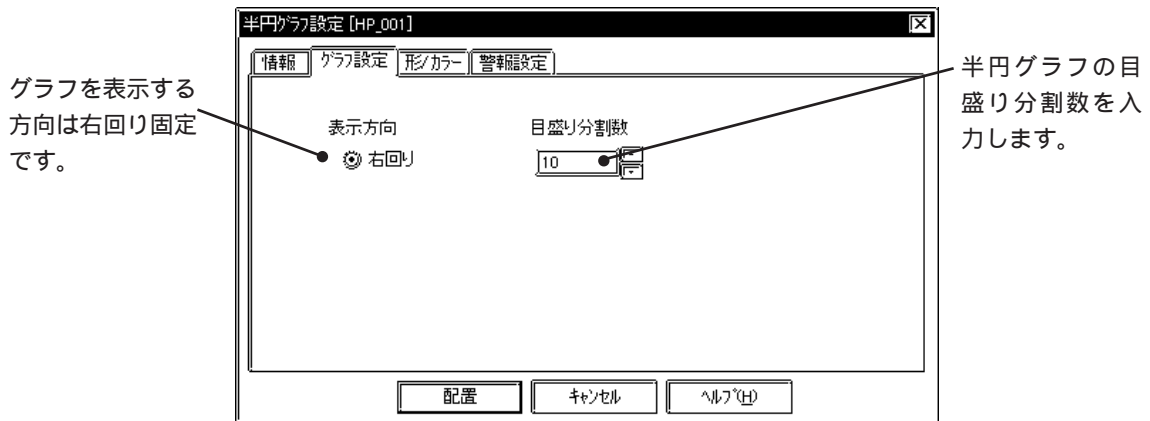 半円グラフ設定 [HP_001]
情報 グラフ設定 形/カラー 警報設定
グラフを表示する
方向は右回り固定
です。
表示方向
右回り
目盛り分割数
10
半円グラフの目
盛り分割数を入
力します。
配置 キャンセル ヘルプ(H)